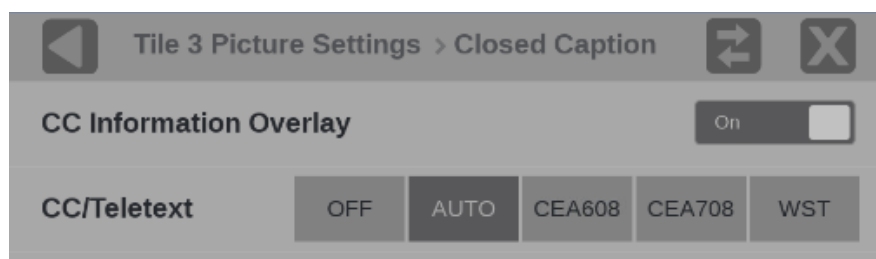 Tile 3 Picture Settings > Closed Caption
CC Information Overlay On
CC/Teletext OFF AUTO CEA608 CEA708 WST